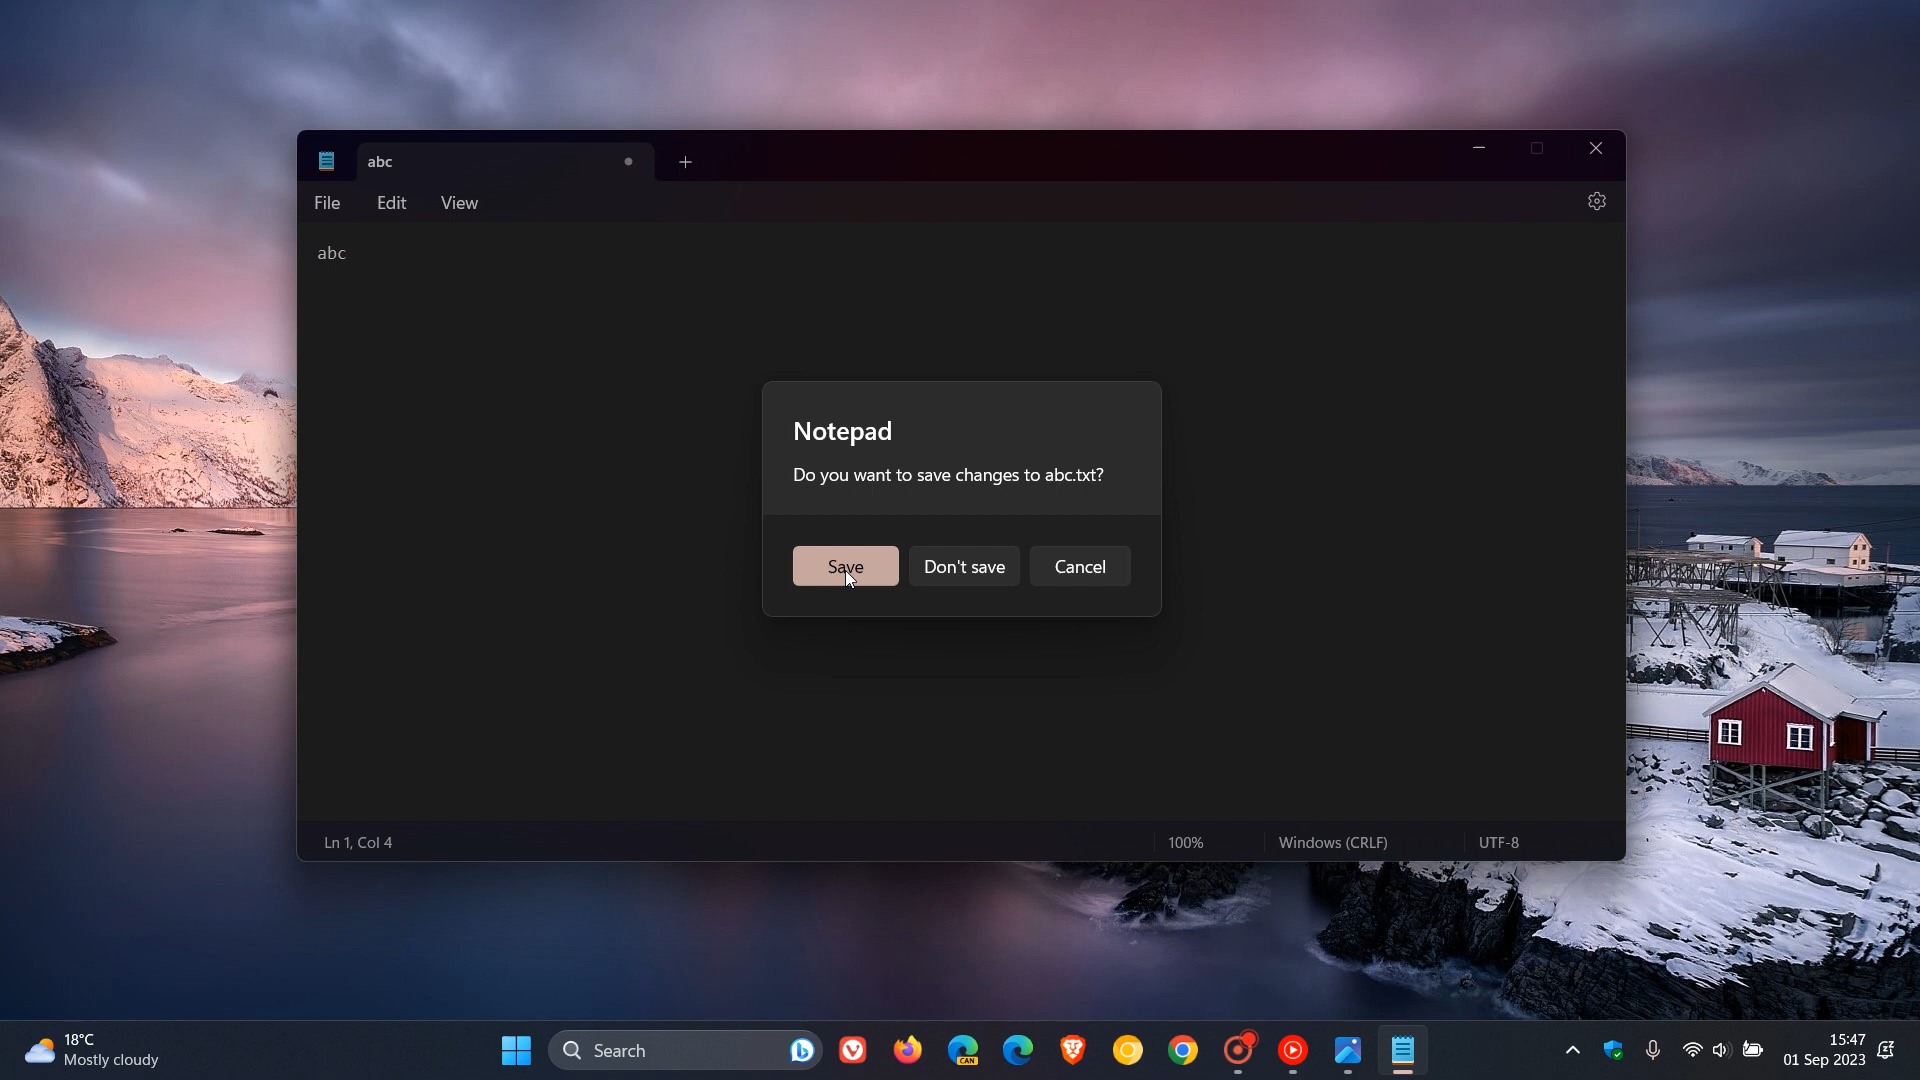 abc
File Edit View
abc
Notepad
Do you want to save changes to abc.txt?
Save Don't save Cancel
Ln 1, Col 4 100% Windows (CRLF) UTF-8
18°C
Mostly cloudy
Search
CAN
15:47
01 Sep 2023